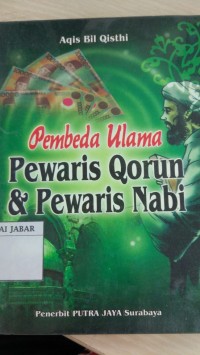 Aqis Bil Qisthi
Pembeda Ulama
Pewaris Qorun
& Pewaris Nabi
AI JABAR
Penerbit PUTRA JAYA Surabaya